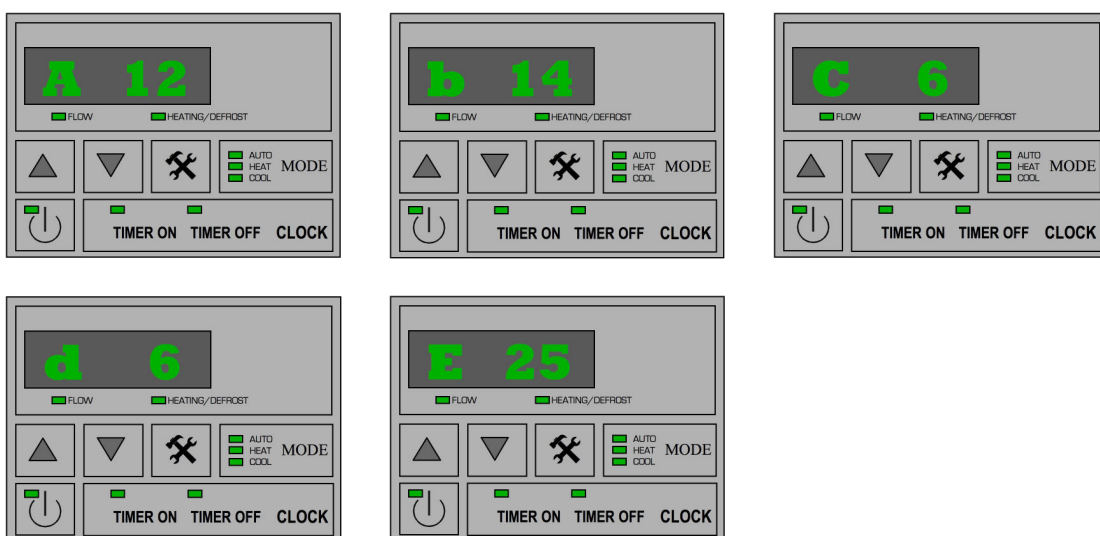 A 12
FLOW HEATING/DEFROST
AUTO
HEAT MODE
COOL
TIMER ON TIMER OFF CLOCK
b 14
FLOW HEATING/DEFROST
AUTO
HEAT MODE
COOL
TIMER ON TIMER OFF CLOCK
C 6
FLOW HEATING/DEFROST
AUTO
HEAT MODE
COOL
TIMER ON TIMER OFF CLOCK
d 6
FLOW HEATING/DEFROST
AUTO
HEAT MODE
COOL
TIMER ON TIMER OFF CLOCK
E 25
FLOW HEATING/DEFROST
AUTO
HEAT MODE
COOL
TIMER ON TIMER OFF CLOCK